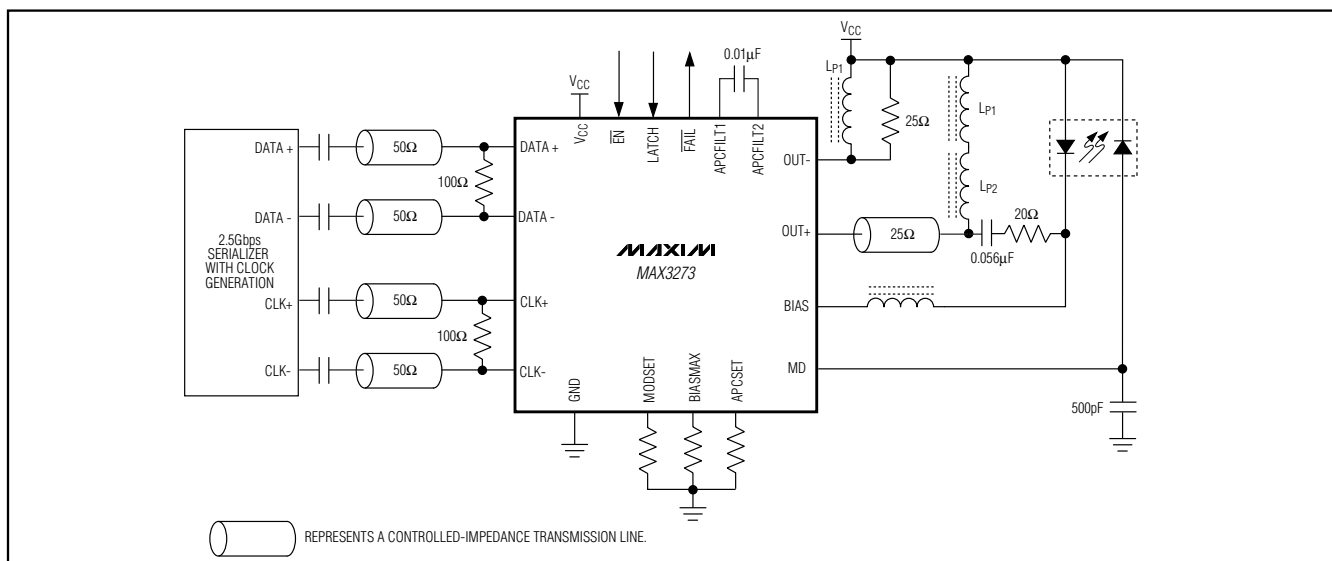 VCC
0.01μF
LP1
VCC
EN
LATCH
FAIL
APCFILT1
APCFILT2
VCC
25Ω
LP1
DATA +
50Ω
DATA +
OUT-
100Ω
LP2
DATA -
50Ω
DATA -
20Ω
2.5Gbps
SERIALIZER
WITH CLOCK
GENERATION
MAXIM
MAX3273
OUT+
25Ω
0.056μF
CLK+
50Ω
CLK+
BIAS
100Ω
CLK-
50Ω
CLK-
MD
GND
MODSET
BIASMAX
APCSET
500pF
REPRESENTS A CONTROLLED-IMPEDANCE TRANSMISSION LINE.